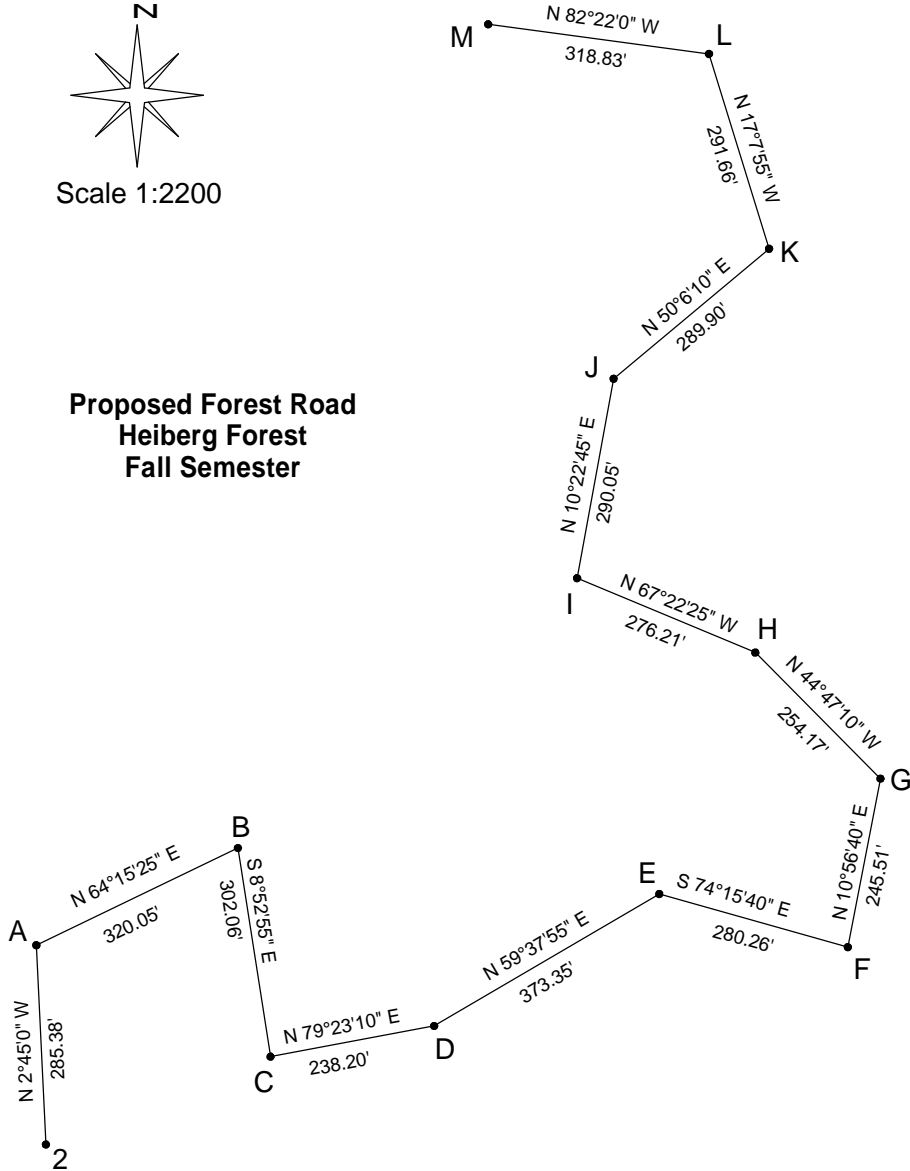 N
Scale 1:2200
Proposed Forest Road
Heiberg Forest
Fall Semester
M
N 82°22'0" W
318.83'
L
N 17°7'55" W
291.66'
K
N 50°6'10" E
289.90'
J
N 10°22'45" E
290.05'
I
N 67°22'25" W
276.21'
H
N 44°47'10" W
254.17'
G
N 10°56'40" E
245.51'
F
S 74°15'40" E
280.26'
E
N 59°37'55" E
373.35'
D
N 79°23'10" E
238.20'
C
S 8°52'55" E
302.06'
B
N 64°15'25" E
320.05'
A
N 2°45'0" W
285.38'
2